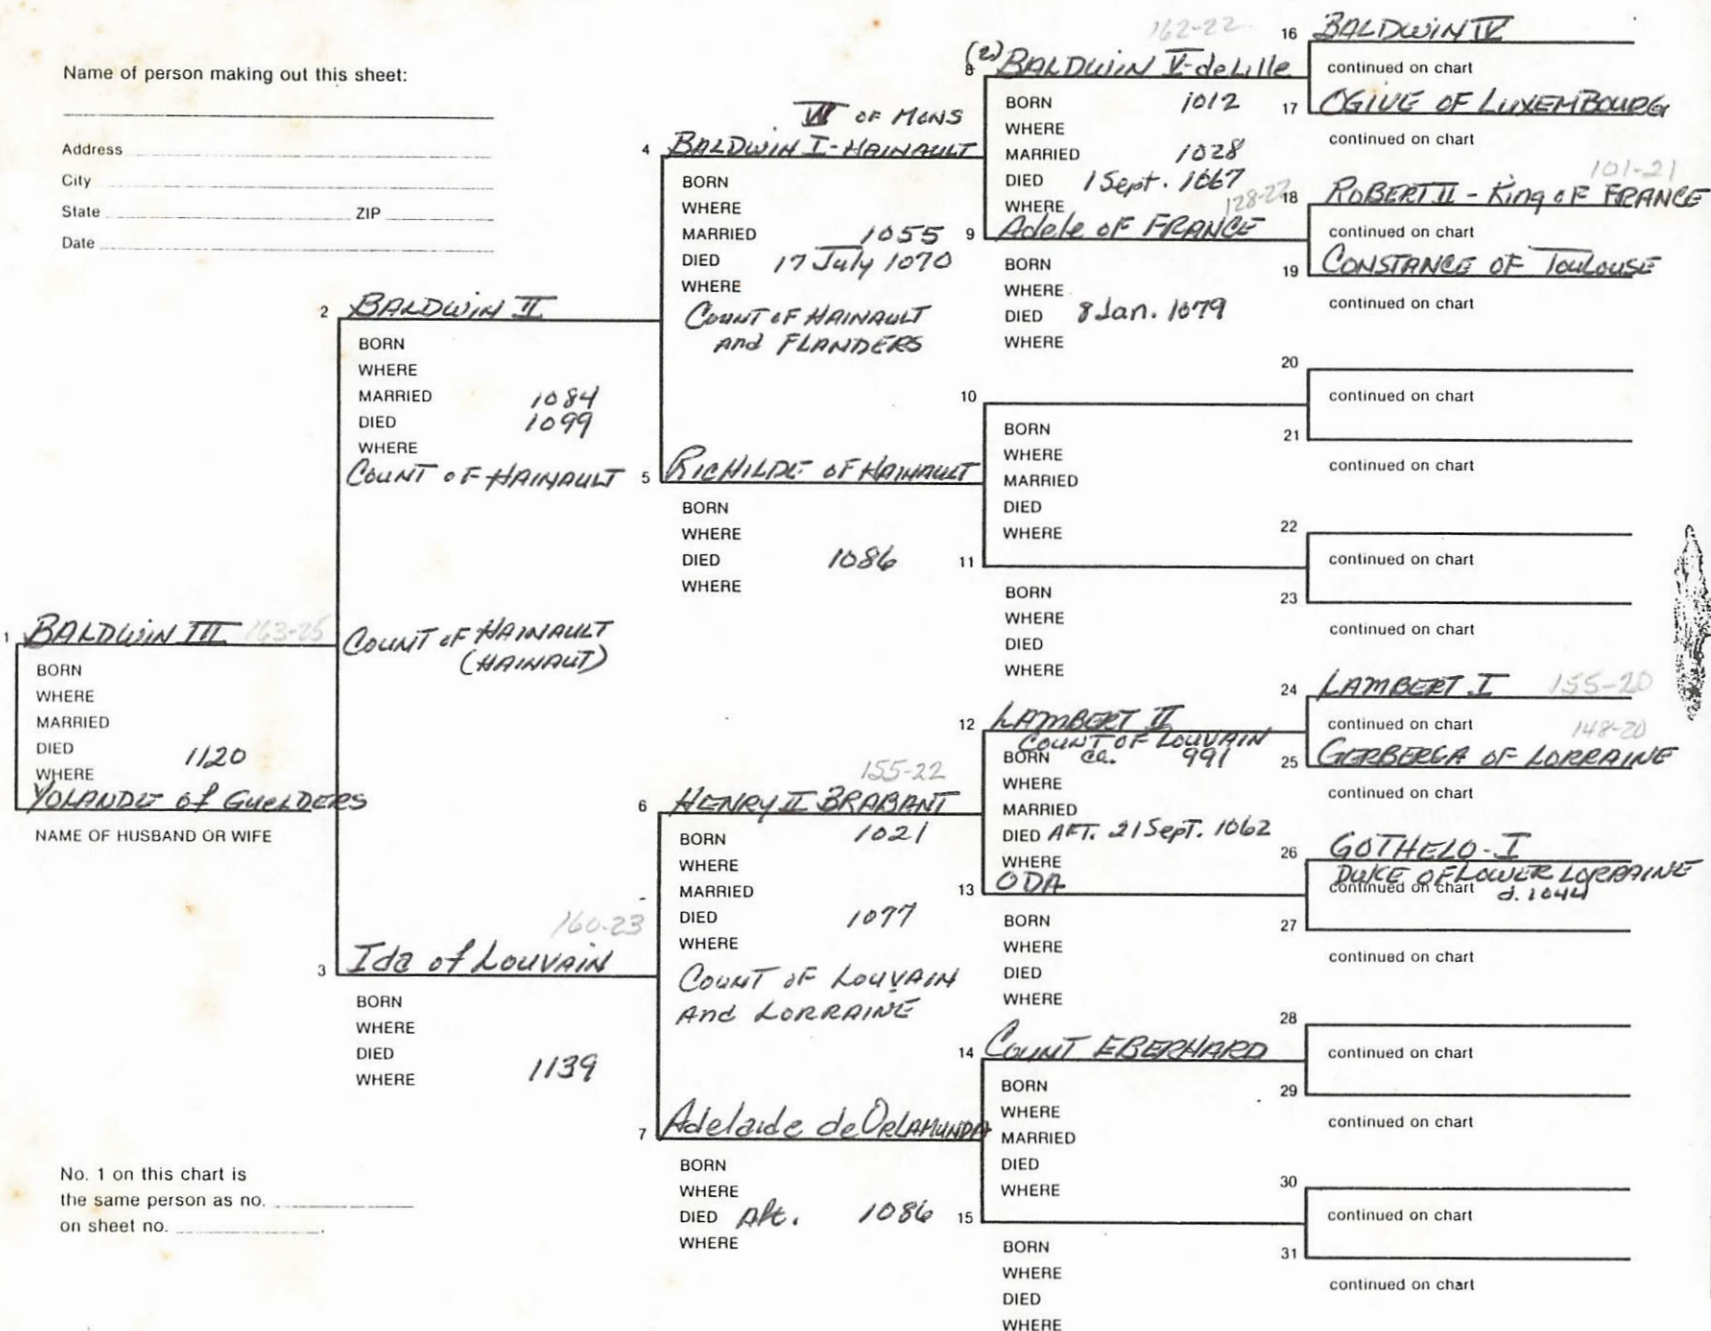 Name of person making out this sheet:
Address
City
State ZIP
Date
1 BALDWIN III 163-25
BORN
WHERE
MARRIED
DIED 1120
WHERE
YOLANDE of GUELDERS
NAME OF HUSBAND OR WIFE
No. 1 on this chart is
the same person as no.
on sheet no.
2 BALDWIN II
BORN
WHERE
MARRIED 1084
DIED 1099
WHERE
COUNT OF HAINAULT
COUNT OF HAINAULT
(HAINAUT)
160-23
3 Ida of LOUVAIN
BORN
WHERE
DIED
WHERE 1139
VI OF MONS
4 BALDWIN I-HAINAULT
BORN
WHERE
MARRIED 1055
DIED 17 July 1070
WHERE
COUNT OF HAINAULT
and FLANDERS
5 RICHILDE OF HAINAULT
BORN
WHERE
DIED 1086
WHERE
155-22
6 HENRY II BRABANT
BORN 1021
WHERE
MARRIED
DIED 1077
WHERE
COUNT OF LOUVAIN
and LORRAINE
7 Adelaide de ORLAMUNDA
BORN
WHERE
DIED Aft. 1086
WHERE
162-22
(2)
8 BALDWIN V-de Lille
BORN 1012
WHERE
MARRIED 1028
DIED 1 Sept. 1067
WHERE 128-22
9 Adele OF FRANCE
BORN
WHERE
DIED 8 Jan. 1079
WHERE
10
BORN
WHERE
MARRIED
DIED
WHERE
11
BORN
WHERE
DIED
WHERE
12 LAMBERT II
COUNT OF LOUVAIN
BORN ca. 991
WHERE
MARRIED
DIED AFT. 21 Sept. 1062
WHERE
13 ODA
BORN
WHERE
DIED
WHERE
14 COUNT EBERHARD
BORN
WHERE
MARRIED
DIED
WHERE
15
BORN
WHERE
DIED
WHERE
16 BALDWIN IV
continued on chart
17 OGIVE OF LUXEMBOURG
continued on chart
101-21
18 ROBERT II - King OF FRANCE
continued on chart
19 CONSTANCE OF TOULOUSE
continued on chart
20
continued on chart
21
continued on chart
22
continued on chart
23
continued on chart
24 LAMBERT I 155-20
continued on chart
148-20
25 GERBERGA OF LORRAINE
continued on chart
26 GOTHELO-I
DUKE OF LOWER LORRAINE
continued on chart d. 1044
27
continued on chart
28
continued on chart
29
continued on chart
30
continued on chart
31
continued on chart